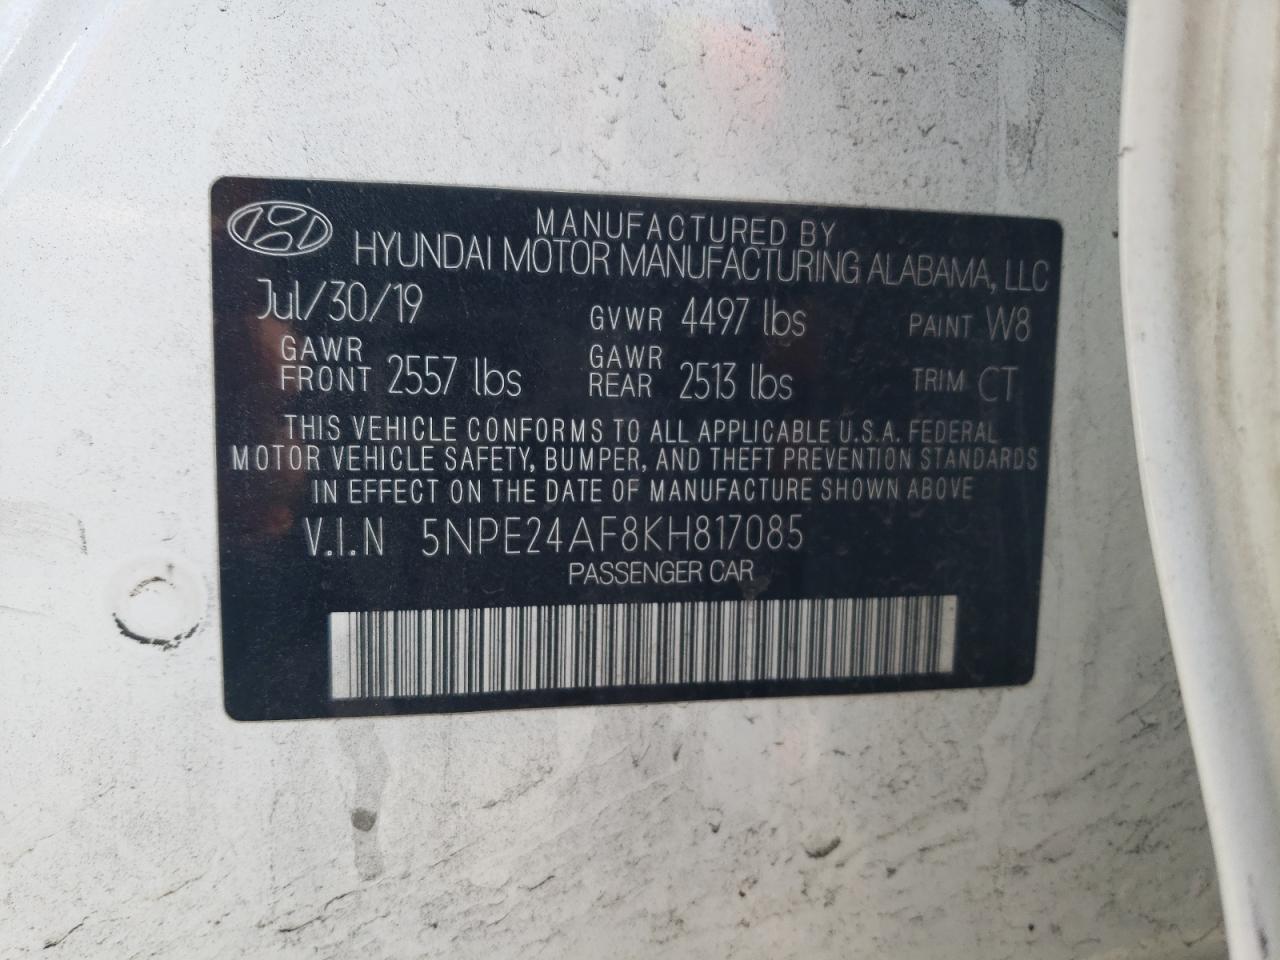 MANUFACTURED BY
HYUNDAI MOTOR MANUFACTURING ALABAMA, LLC
Jul/30/19 GVWR 4497 lbs PAINT W8
GAWR FRONT 2557 lbs GAWR REAR 2513 lbs TRIM CT
THIS VEHICLE CONFORMS TO ALL APPLICABLE U.S.A. FEDERAL
MOTOR VEHICLE SAFETY, BUMPER, AND THEFT PREVENTION STANDARDS
IN EFFECT ON THE DATE OF MANUFACTURE SHOWN ABOVE
V.I.N 5NPE24AF8KH817085
PASSENGER CAR